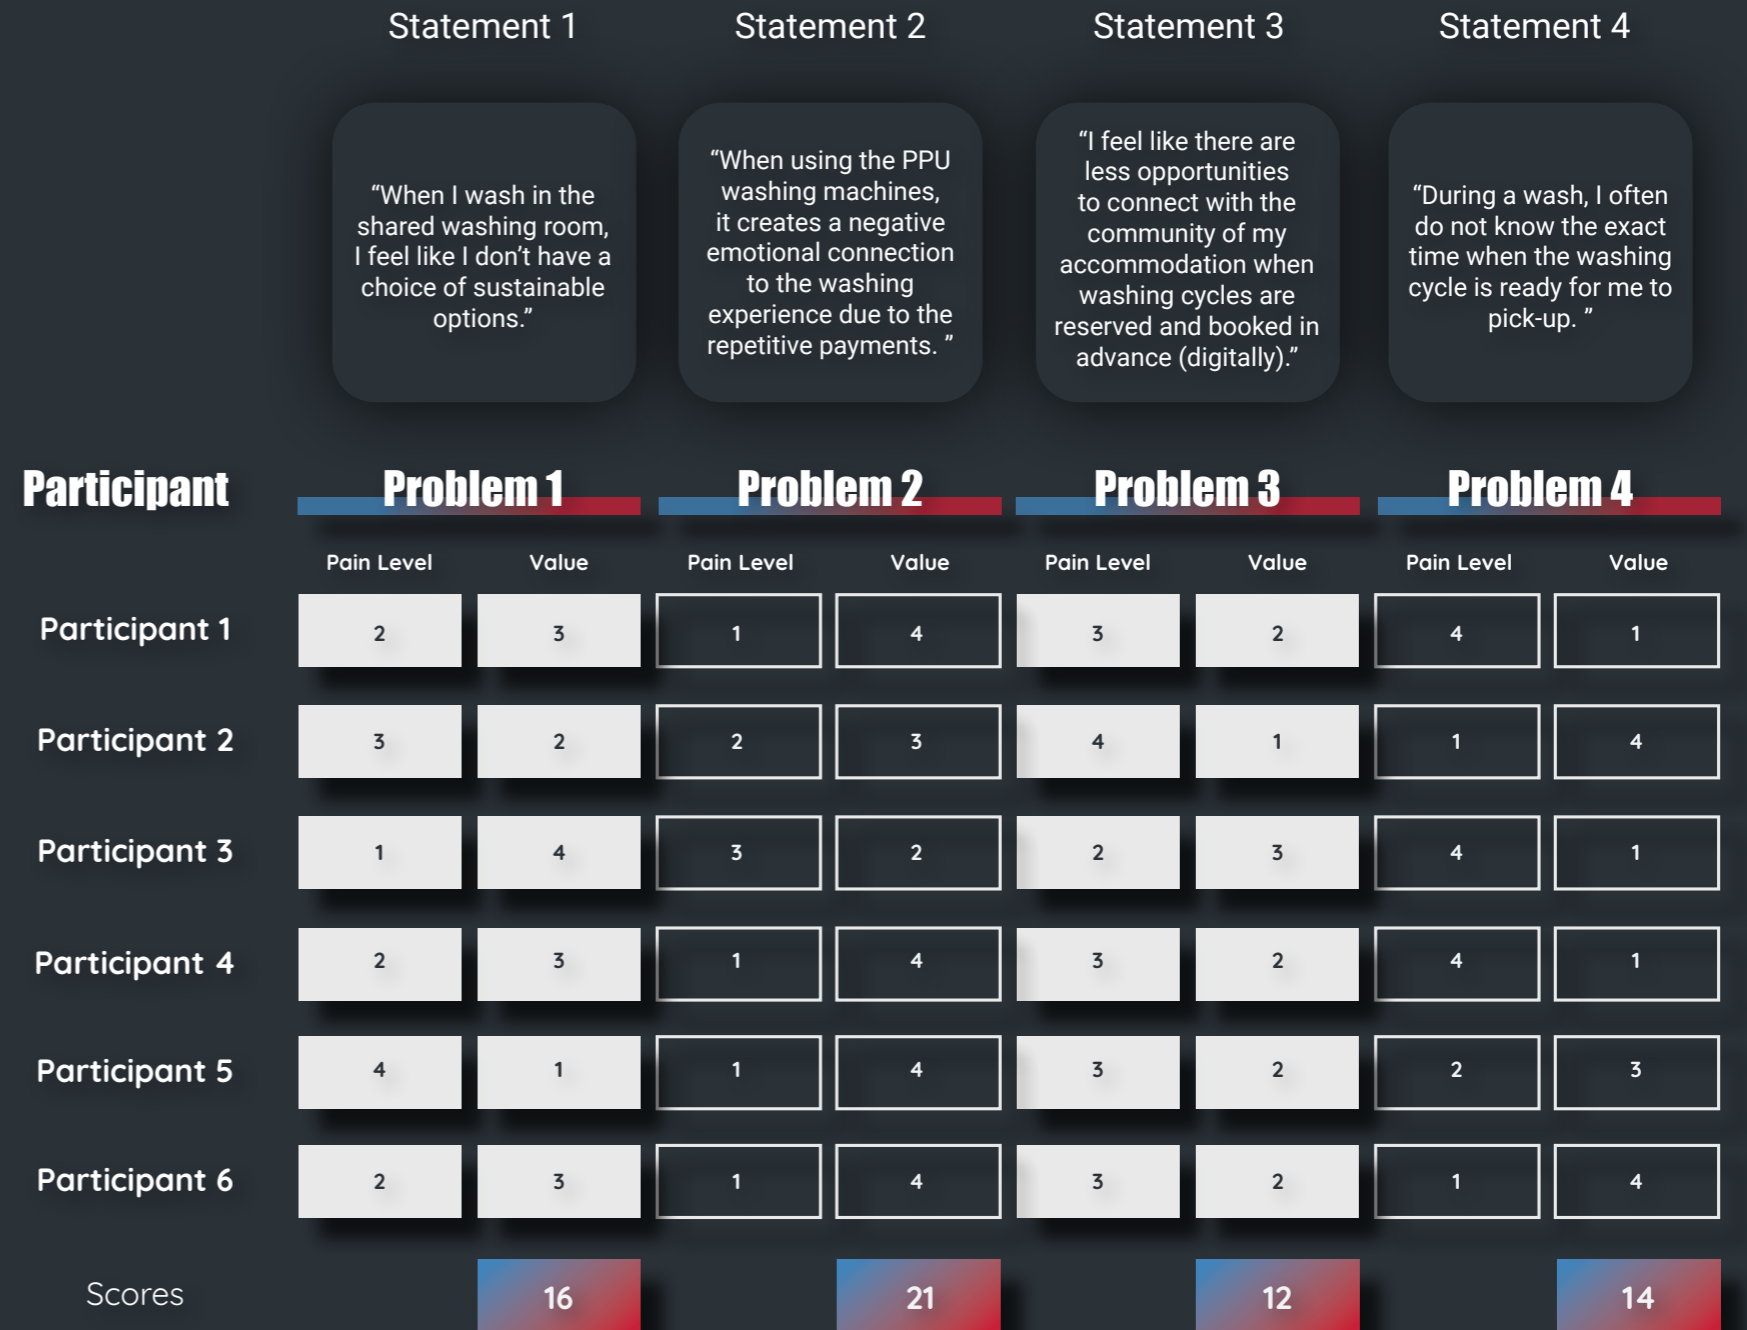 Statement 1
Statement 2
Statement 3
Statement 4
“When I wash in the
shared washing room,
I feel like I don’t have a
choice of sustainable
options.”
“When using the PPU
washing machines,
it creates a negative
emotional connection
to the washing
experience due to the
repetitive payments. ”
“I feel like there are
less opportunities
to connect with the
community of my
accommodation when
washing cycles are
reserved and booked in
advance (digitally).”
“During a wash, I often
do not know the exact
time when the washing
cycle is ready for me to
pick-up. ”
Participant Problem 1 Problem 2 Problem 3 Problem 4
Pain Level Value Pain Level Value Pain Level Value Pain Level Value
Participant 1 2 3 1 4 3 2 4 1
Participant 2 3 2 2 3 4 1 1 4
Participant 3 1 4 3 2 2 3 4 1
Participant 4 2 3 1 4 3 2 4 1
Participant 5 4 1 1 4 3 2 2 3
Participant 6 2 3 1 4 3 2 1 4
Scores 16 21 12 14